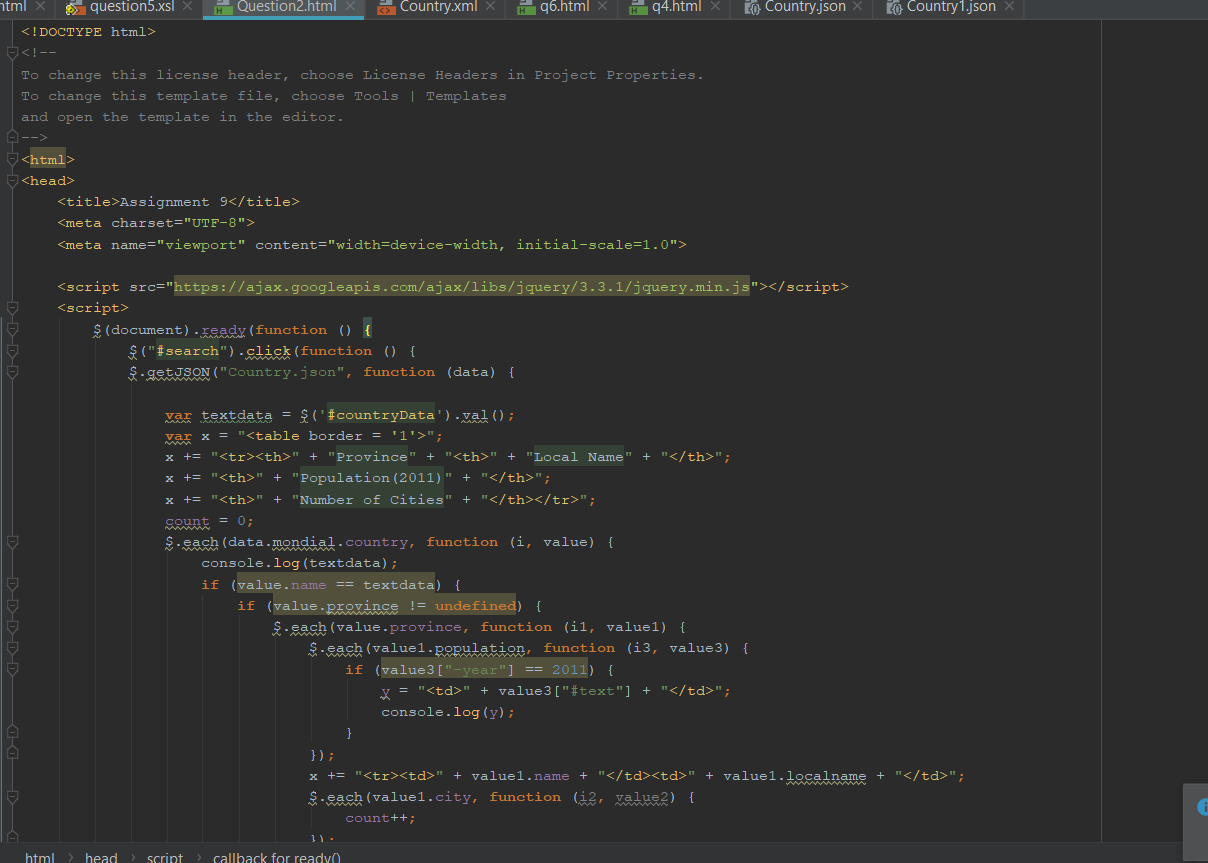 html
question5.xsl
Question2.html
Country.xml
q6.html
q4.html
Country.json
Country1.json
<!DOCTYPE html>
<!--
To change this license header, choose License Headers in Project Properties.
To change this template file, choose Tools | Templates
and open the template in the editor.
-->
<html>
<head>
    <title>Assignment 9</title>
    <meta charset="UTF-8">
    <meta name="viewport" content="width=device-width, initial-scale=1.0">
    <script src="https://ajax.googleapis.com/ajax/libs/jquery/3.3.1/jquery.min.js"></script>
    <script>
        $(document).ready(function () {
            $("#search").click(function () {
            $.getJSON("Country.json", function (data) {
                var textdata = $('#countryData').val();
                var x = "<table border = '1'>";
                x += "<tr><th>" + "Province" + "<th>" + "Local Name" + "</th>";
                x += "<th>" + "Population(2011)" + "</th>";
                x += "<th>" + "Number of Cities" + "</th></tr>";
                count = 0;
                $.each(data.mondial.country, function (i, value) {
                    console.log(textdata);
                    if (value.name == textdata) {
                        if (value.province != undefined) {
                            $.each(value.province, function (i1, value1) {
                                $.each(value1.population, function (i3, value3) {
                                    if (value3["-year"] == 2011) {
                                        y = "<td>" + value3["#text"] + "</td>";
                                        console.log(y);
                                    }
                                });
                                x += "<tr><td>" + value1.name + "</td><td>" + value1.localname + "</td>";
                                $.each(value1.city, function (i2, value2) {
                                    count++;
                                });
html > head > script > callback for ready()